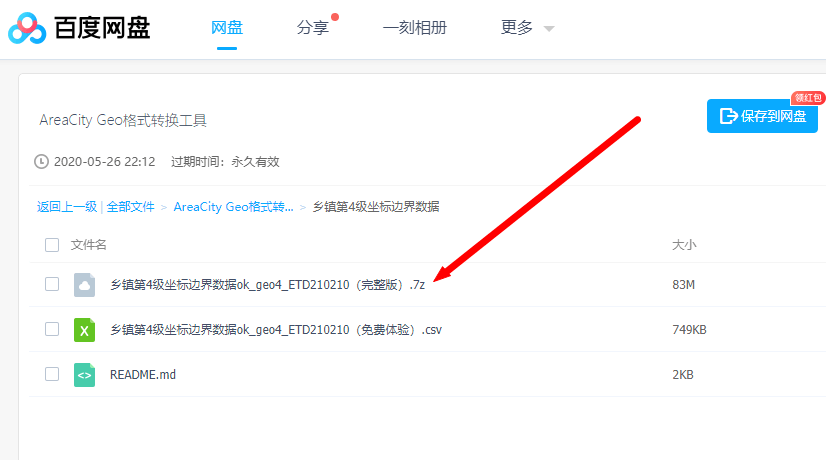 百度网盘 网盘 分享 一刻相册 更多
领红包
AreaCity Geo格式转换工具 保存到网盘
2020-05-26 22:12 过期时间：永久有效
返回上一级 | 全部文件 > AreaCity Geo格式转... > 乡镇第4级坐标边界数据
文件名 大小
乡镇第4级坐标边界数据ok_geo4_ETD210210（完整版）.7z 83M
X 乡镇第4级坐标边界数据ok_geo4_ETD210210（免费体验）.csv 749KB
<> README.md 2KB